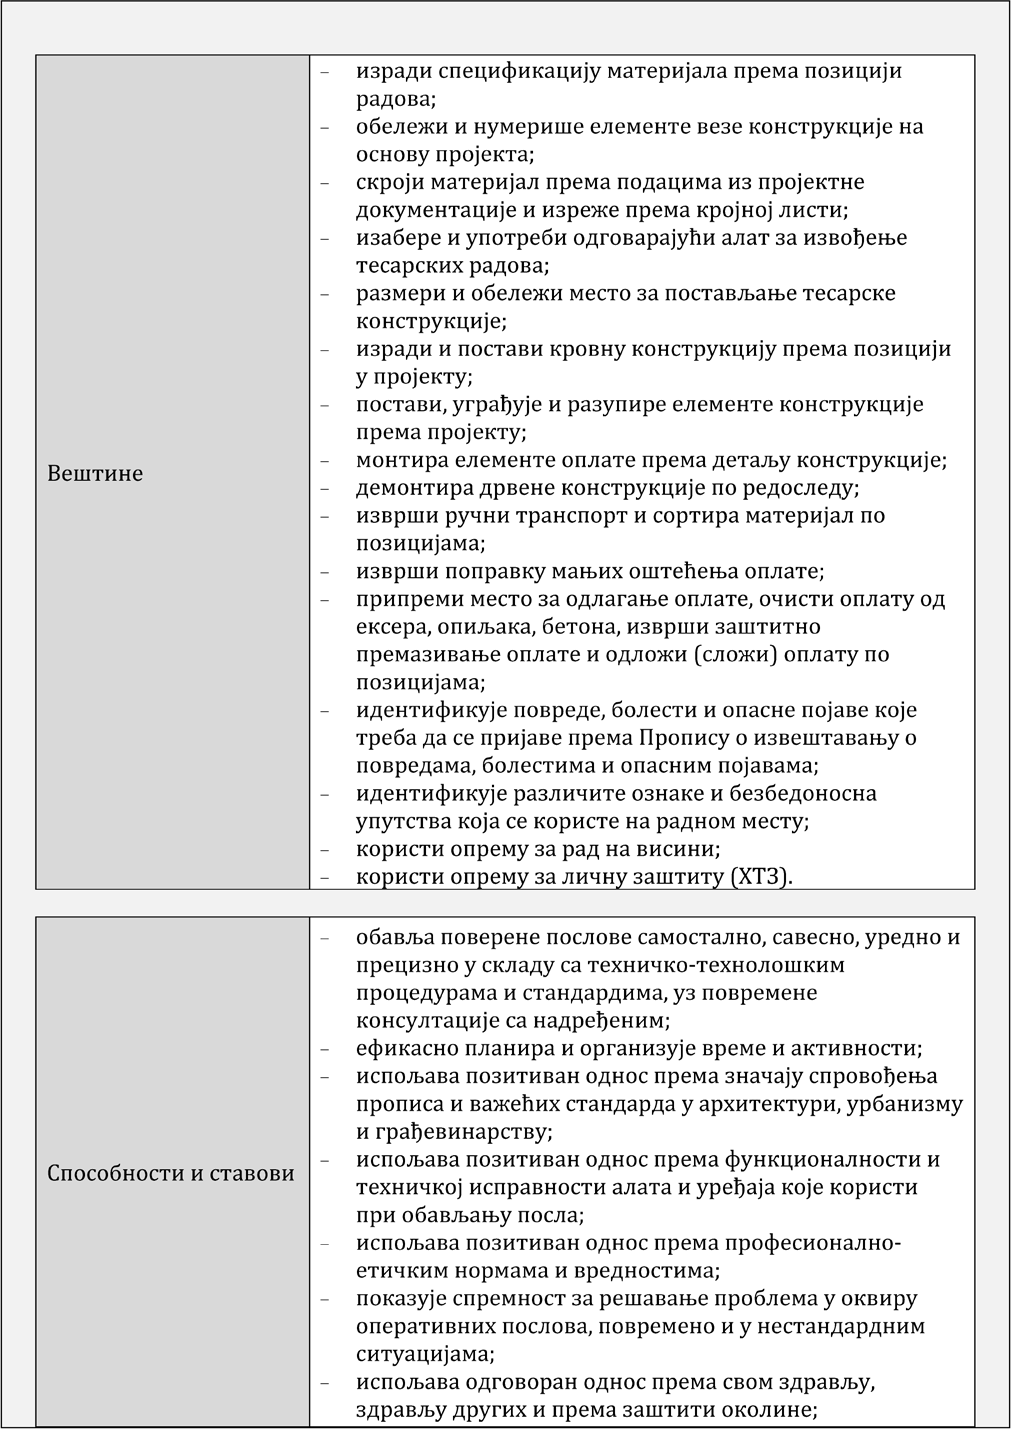 – изради спецификацију материјала према позицији
радова;
– обележи и нумерише елементе везе конструкције на
основу пројекта;
– скроји материјал према подацима из пројектне
документације и изреже према кројној листи;
– изабере и употреби одговарајући алат за извођење
тесарских радова;
– размери и обележи место за постављање тесарске
конструкције;
– изради и постави кровну конструкцију према позицији
у пројекту;
– постави, уграђује и разупире елементе конструкције
према пројекту;
Вештине
– монтира елементе оплате према детаљу конструкције;
– демонтира дрвене конструкције по редоследу;
– изврши ручни транспорт и сортира материјал по
позицијама;
– изврши поправку мањих оштећења оплате;
– припреми место за одлагање оплате, очисти оплату од
ексера, опиљака, бетона, изврши заштитно
премазивање оплате и одложи (сложи) оплату по
позицијама;
– идентификује повреде, болести и опасне појаве које
треба да се пријаве према Пропису о извештавању о
повредама, болестима и опасним појавама;
– идентификује различите ознаке и безбедоносна
упутства која се користе на радном месту;
– користи опрему за рад на висини;
– користи опрему за личну заштиту (ХТЗ).
– обавља поверене послове самостално, савесно, уредно и
прецизно у складу са техничко-технолошким
процедурама и стандардима, уз повремене
консултације са надређеним;
– ефикасно планира и организује време и активности;
– испољава позитиван однос према значају спровођења
прописа и важећих стандарда у архитектури, урбанизму
и грађевинарству;
Способности и ставови
– испољава позитиван однос према функционалности и
техничкој исправности алата и уређаја које користи
при обављању посла;
– испољава позитиван однос према професионално-
етичким нормама и вредностима;
– показује спремност за решавање проблема у оквиру
оперативних послова, повремено и у нестандардним
ситуацијама;
– испољава одговоран однос према свом здрављу,
здрављу других и према заштити околине;